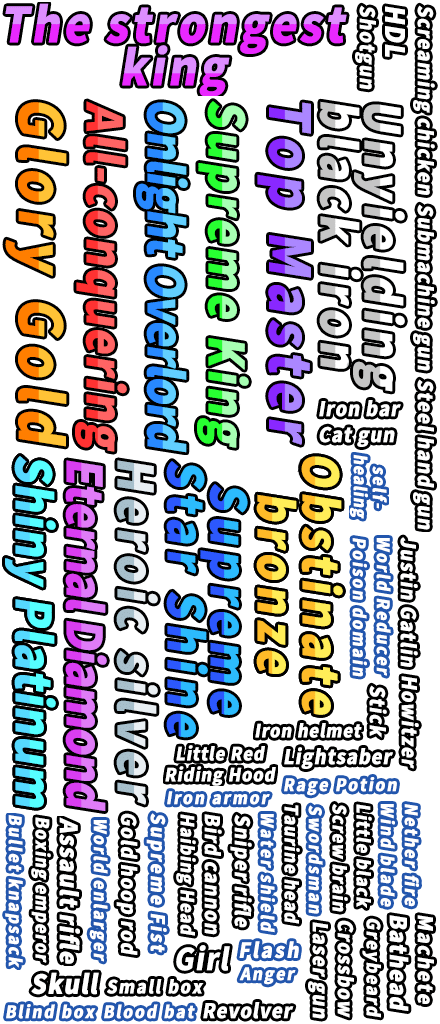 The strongest
king
HDL
Shotgun
Screaming chicken
Submachine gun
Steel hand gun
Glory Gold
All-conquering
Onlight Overlord
Supreme King
Top Master
Unyielding
black iron
Iron bar
Cat gun
Shiny Platinum
Eternal Diamond
Heroic silver
Supreme
Star Shine
Obstinate
bronze
self-
healing
Justin Gatlin
Howitzer
World Reducer
Poison domain
Stick
Iron helmet
Little Red
Riding Hood
Lightsaber
Iron armor
Rage Potion
Bullet knapsack
Boxing emperor
Assault rifle
World enlarger
Gold hoop rod
Supreme Fist
Halbing Head
Bird cannon
Sniper rifle
Water shield
Taurine head
Swordsman
Screw brain
Little black
Wind blade
Nether fire
Girl
Flash
Anger
Laser gun
Crossbow
Greybeard
Bathead
Machete
Skull
Small box
Blind box
Blood bat
Revolver